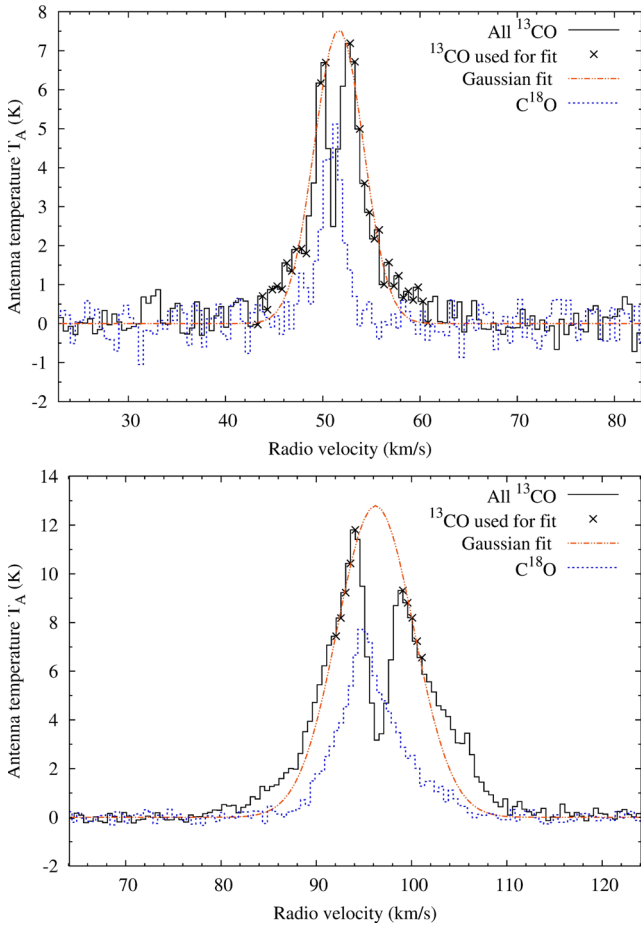 8
7
6
5
4
3
2
1
0
-1
-2
Antenna temperature T_A (K)
All ¹³CO
¹³CO used for fit
Gaussian fit
C¹⁸O
30 40 50 60 70 80
Radio velocity (km/s)
14
12
10
8
6
4
2
0
-2
Antenna temperature T_A (K)
All ¹³CO
¹³CO used for fit
Gaussian fit
C¹⁸O
70 80 90 100 110 120
Radio velocity (km/s)